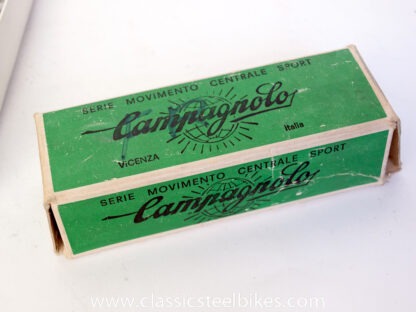 SERIE MOVIMENTO CENTRALE SPORT
Campagnolo
VICENZA Italia
SERIE MOVIMENTO CENTRALE SPORT
Campagnolo
www.classicsteelbikes.com